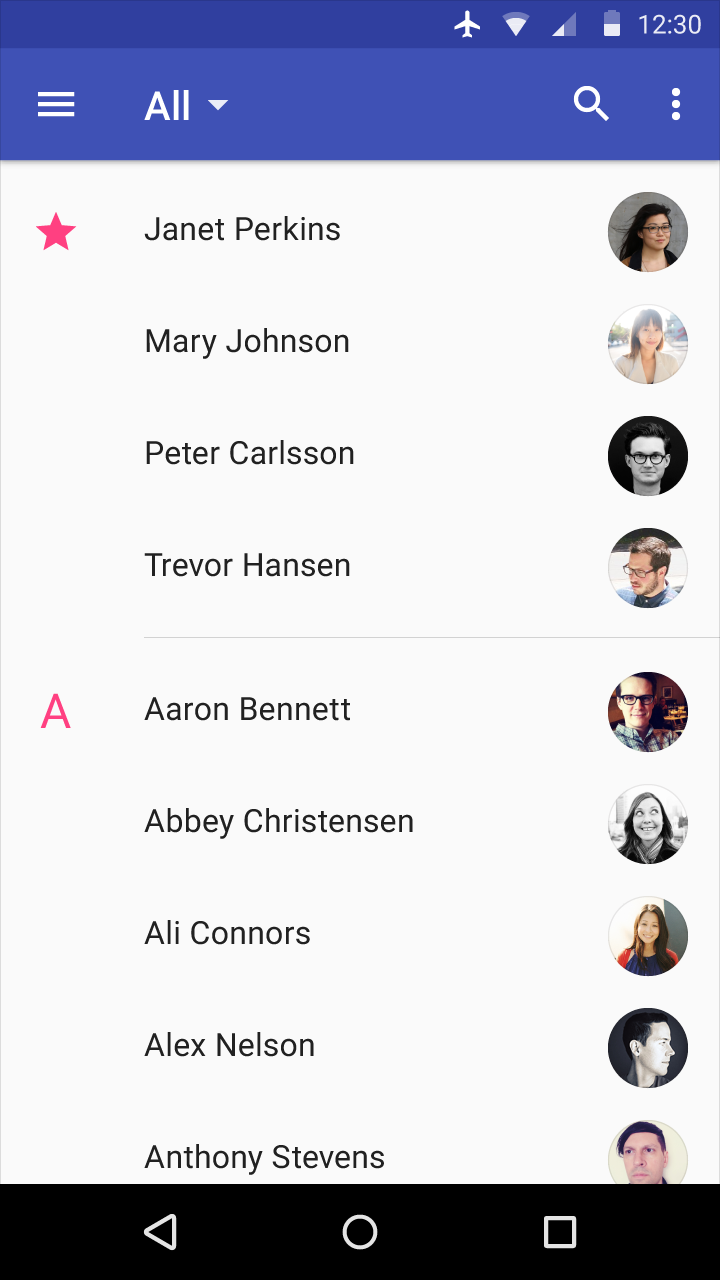 12:30
All
Janet Perkins
Mary Johnson
Peter Carlsson
Trevor Hansen
A
Aaron Bennett
Abbey Christensen
Ali Connors
Alex Nelson
Anthony Stevens